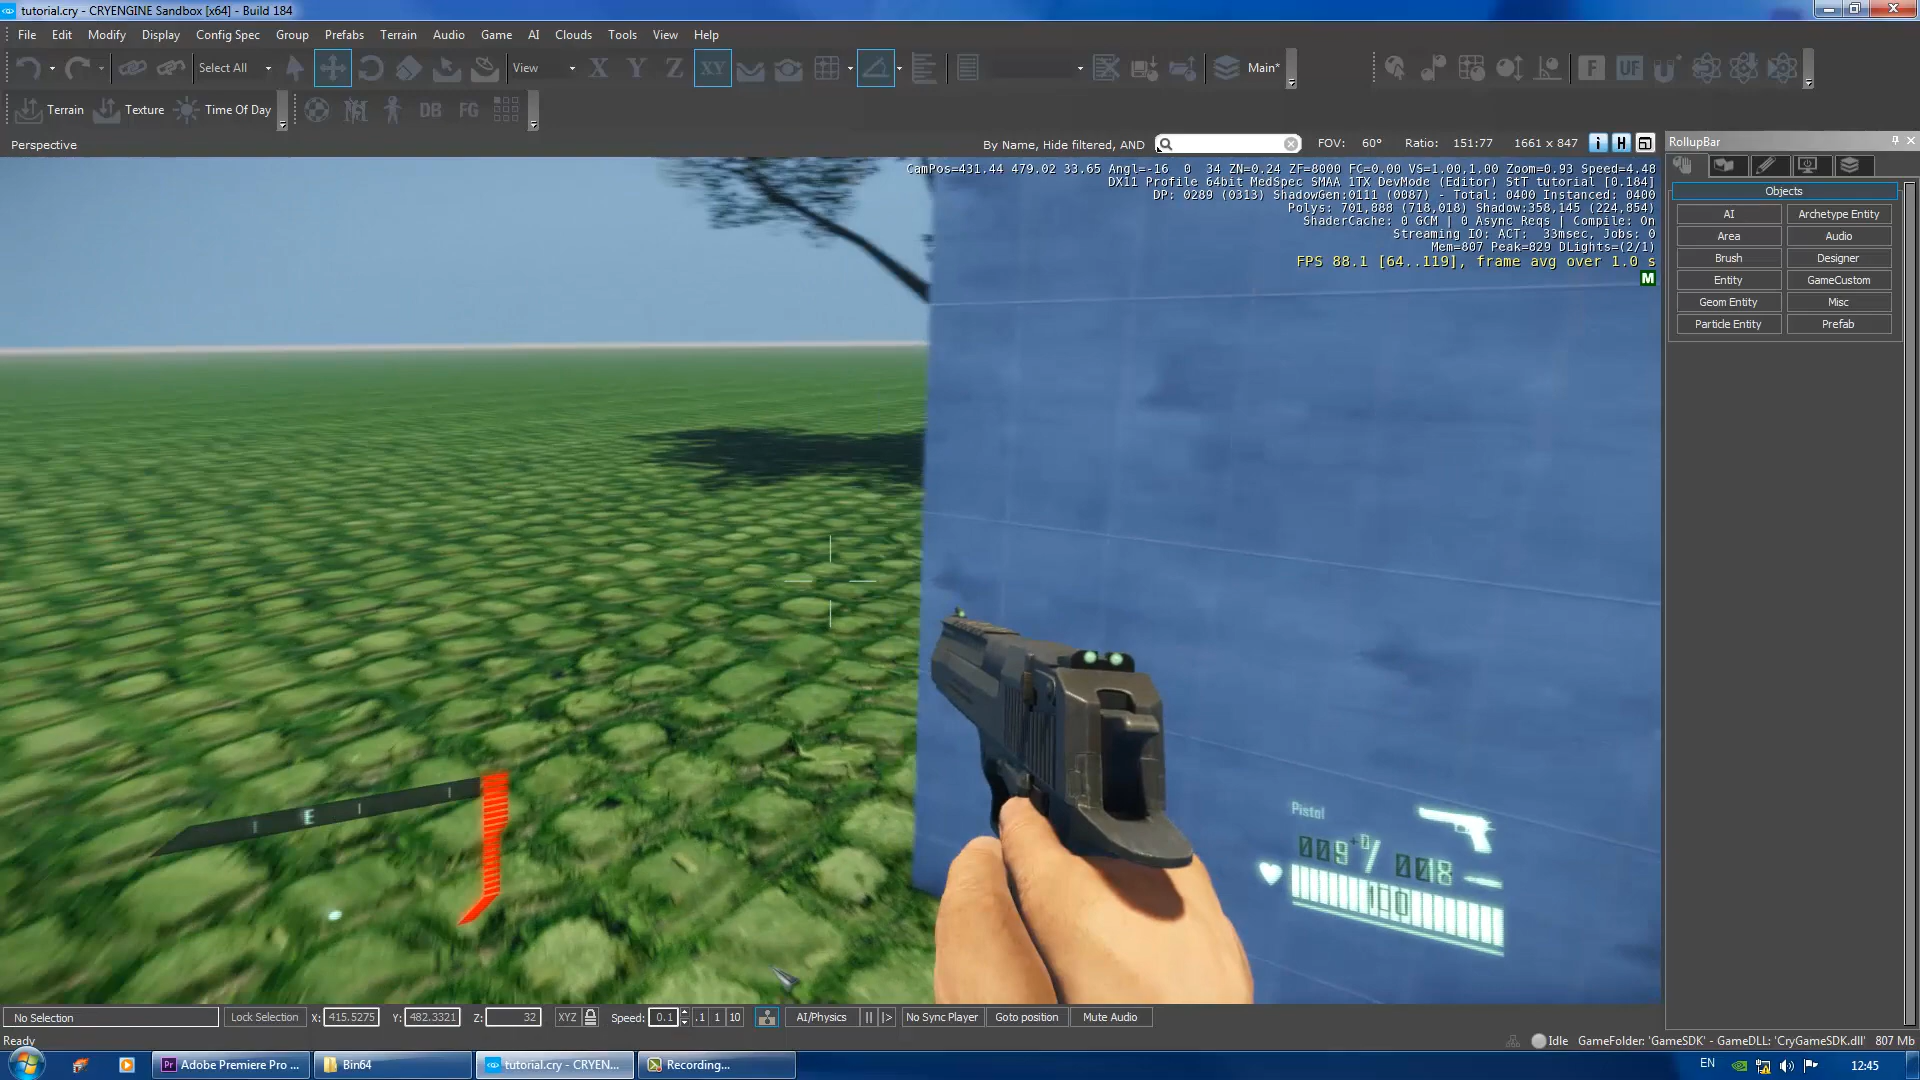 tutorial.cry - CRYENGINE Sandbox [x64] - Build 184
File Edit Modify Display Config Spec Group Prefabs Terrain Audio Game AI Clouds Tools View Help
Select All View X Y Z XY Main* F UF
Terrain Texture Time Of Day DB FG
Perspective By Name, Hide filtered, AND FOV: 60° Ratio: 151:77 1661 x 847 i H
CamPos=431.44 479.02 33.65 Angl=-16 0 34 ZN=0.24 ZF=8000 FC=0.00 VS=1.00,1.00 Zoom=0.93 Speed=4.48
DX11 Profile 64bit MedSpec SMAA 1TX DevMode (Editor) StT tutorial [0.184]
DP: 0289 (0313) ShadowGen:0111 (0087) - Total: 0400 Instanced: 0400
Polys: 701,888 (718,018) Shadow:358,145 (224,854)
ShaderCache: 0 GCM | 0 Async Reqs | Compile: On
Streaming IO: ACT: 33msec, Jobs: 0
Mem=807 Peak=829 DLights=(2/1)
FPS 88.1 [64..119], frame avg over 1.0 s
M
RollupBar
Objects
AI Archetype Entity
Area Audio
Brush Designer
Entity GameCustom
Geom Entity Misc
Particle Entity Prefab
E
Pistol
009 / 018
100
No Selection Lock Selection X: 415.5275 Y: 482.3321 Z: 32 XYZ Speed: 0.1 .1 1 10 AI/Physics || |> No Sync Player Goto position Mute Audio
Ready Idle GameFolder: 'GameSDK' - GameDLL: 'CryGameSDK.dll' 807 Mb
Pr Adobe Premiere Pro ... Bin64 tutorial.cry - CRYEN... Recording... EN 12:45